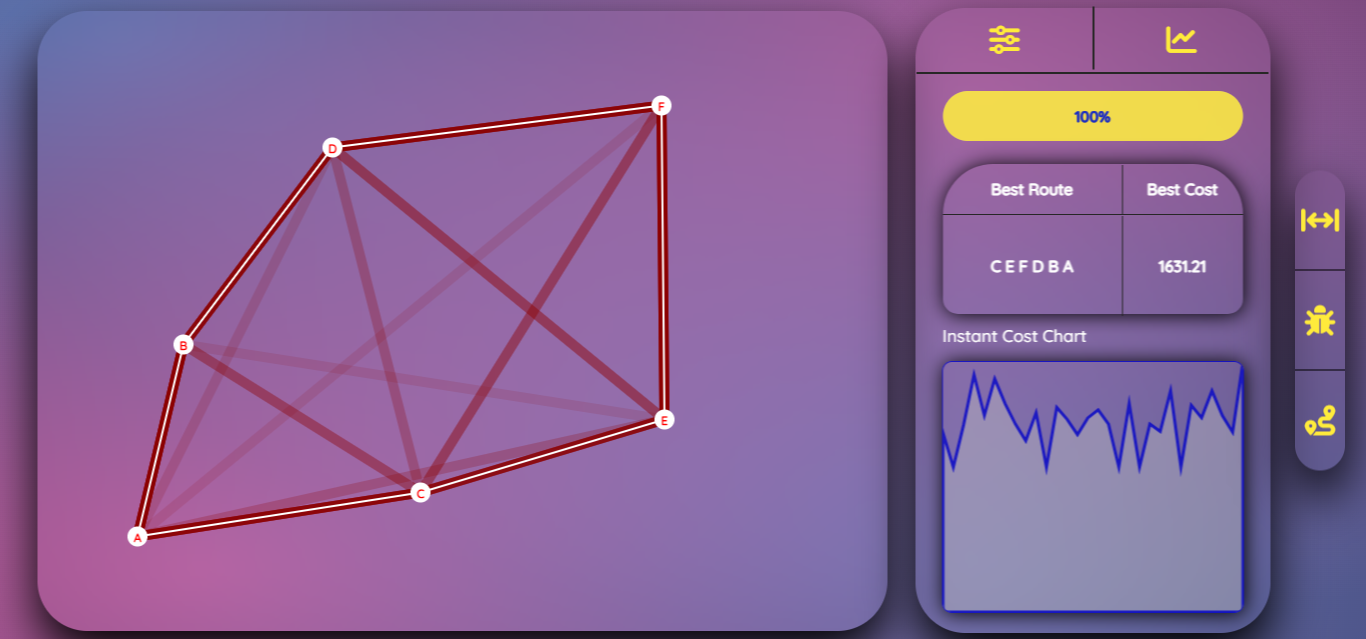 F
D
B
E
C
A
100%
Best Route Best Cost
C E F D B A 1631.21
Instant Cost Chart